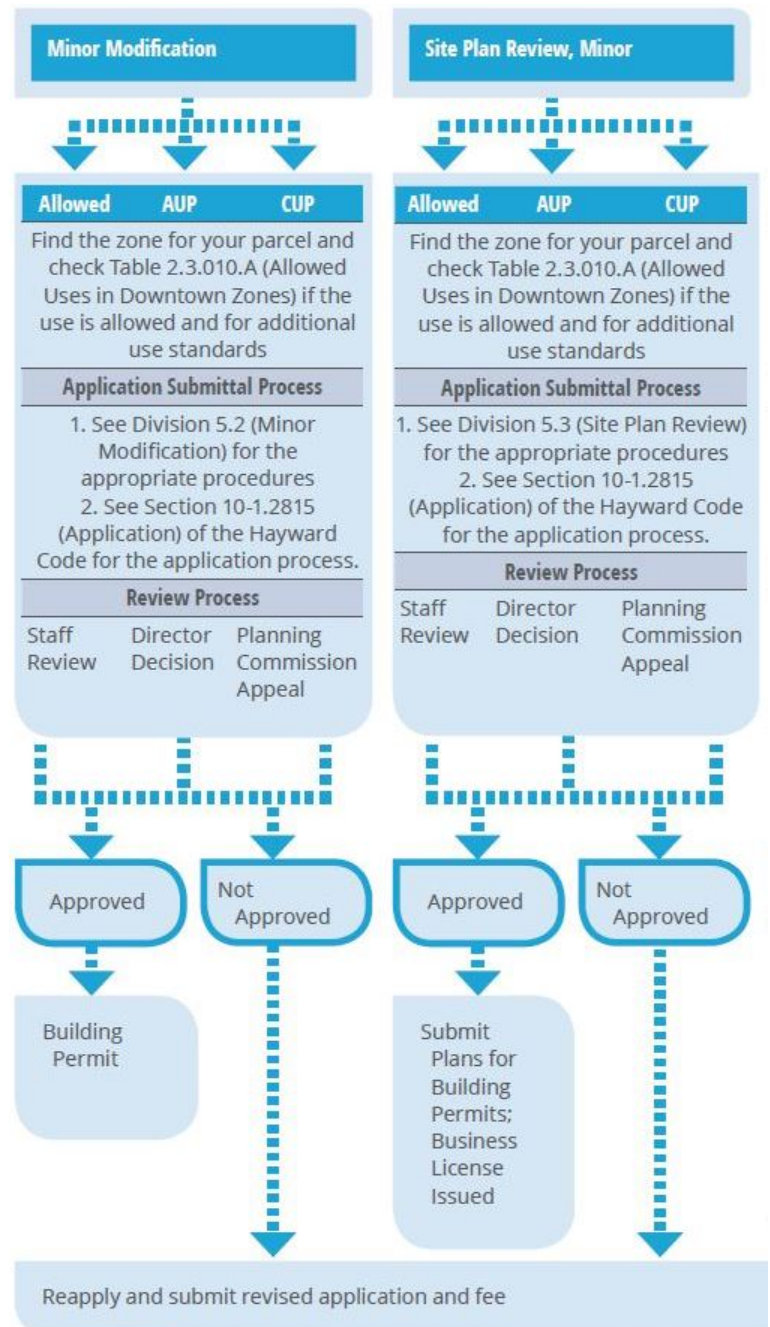 Minor Modification
Allowed AUP CUP
Find the zone for your parcel and
check Table 2.3.010.A (Allowed
Uses in Downtown Zones) if the
use is allowed and for additional
use standards
Application Submittal Process
1. See Division 5.2 (Minor
Modification) for the
appropriate procedures
2. See Section 10-1.2815
(Application) of the Hayward
Code for the application process.
Review Process
Staff
Review
Director
Decision
Planning
Commission
Appeal
Approved
Not
Approved
Building
Permit
Site Plan Review, Minor
Allowed AUP CUP
Find the zone for your parcel and
check Table 2.3.010.A (Allowed
Uses in Downtown Zones) if the
use is allowed and for additional
use standards
Application Submittal Process
1. See Division 5.3 (Site Plan Review)
for the appropriate procedures
2. See Section 10-1.2815
(Application) of the Hayward Code
for the application process.
Review Process
Staff
Review
Director
Decision
Planning
Commission
Appeal
Approved
Not
Approved
Submit
Plans for
Building
Permits;
Business
License
Issued
Reapply and submit revised application and fee